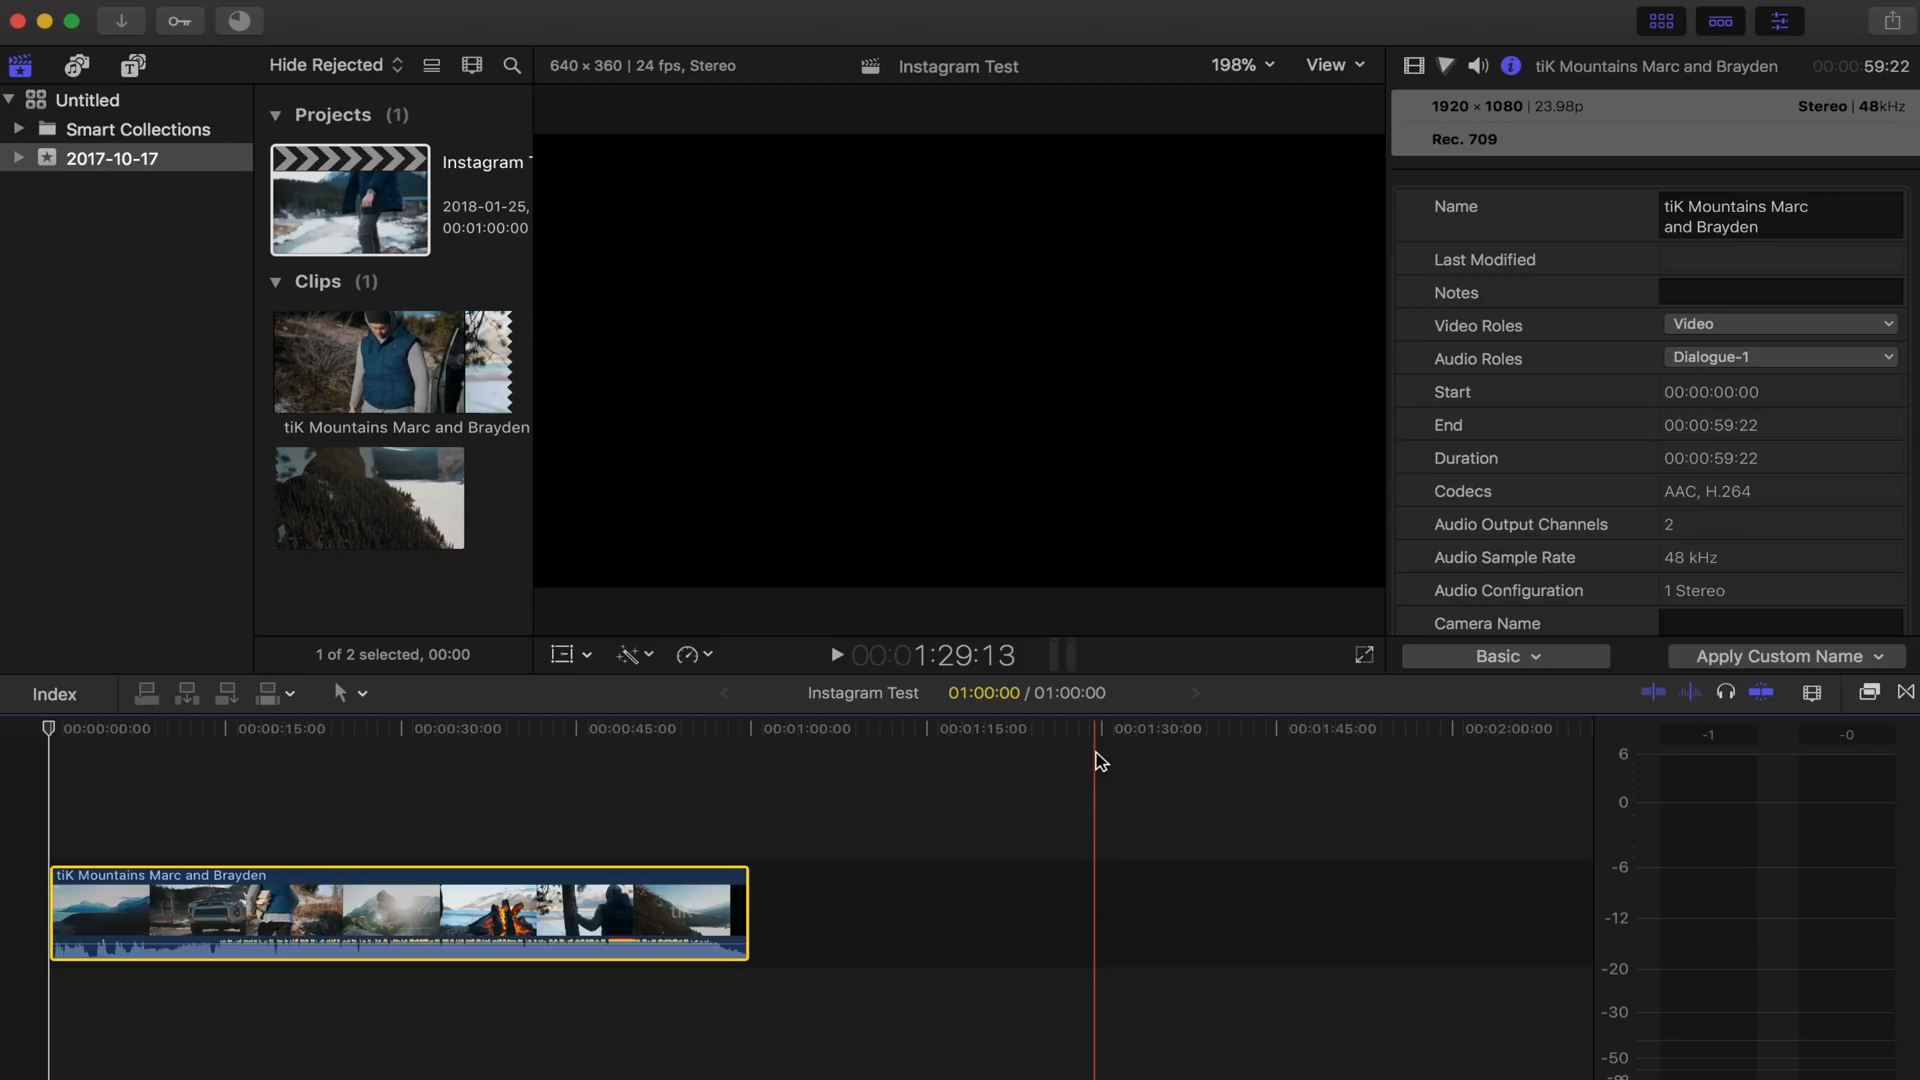 Hide Rejected
640 × 360 | 24 fps, Stereo
Instagram Test
198%
View
tiK Mountains Marc and Brayden
00:00:59:22
Untitled
Smart Collections
2017-10-17
Projects (1)
Instagram
2018-01-25,
00:01:00:00
Clips (1)
tiK Mountains Marc and Brayden
1 of 2 selected, 00:00
1920 × 1080 | 23.98p
Stereo | 48kHz
Rec. 709
Name
tiK Mountains Marc
and Brayden
Last Modified
Notes
Video Roles
Video
Audio Roles
Dialogue-1
Start
00:00:00:00
End
00:00:59:22
Duration
00:00:59:22
Codecs
AAC, H.264
Audio Output Channels
2
Audio Sample Rate
48 kHz
Audio Configuration
1 Stereo
Camera Name
Basic
Apply Custom Name
00:01:29:13
Index
Instagram Test
01:00:00 / 01:00:00
00:00:00:00
00:00:15:00
00:00:30:00
00:00:45:00
00:01:00:00
00:01:15:00
00:01:30:00
00:01:45:00
00:02:00:00
-1
-0
6
0
-6
-12
-20
-30
-50
-∞
tiK Mountains Marc and Brayden
tiK